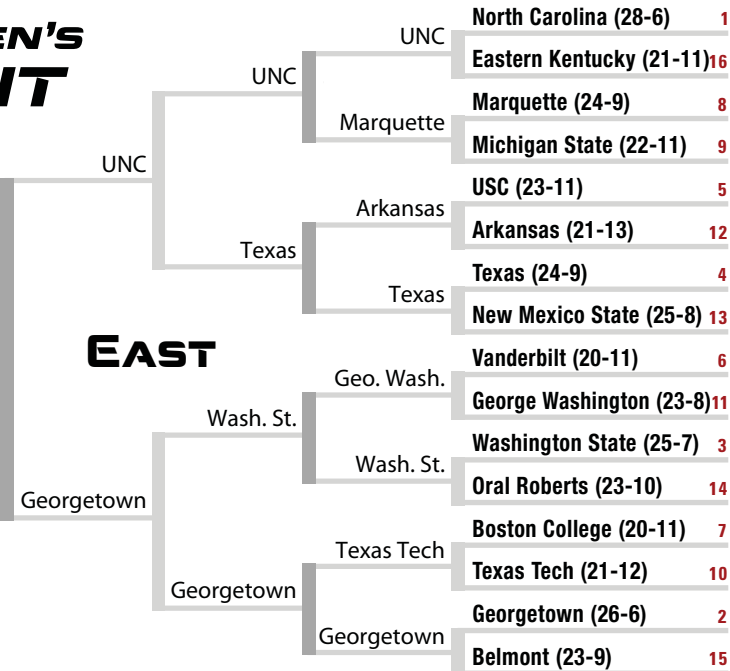 EN'S
NT
EAST
UNC
Georgetown
UNC
Texas
Wash. St.
Georgetown
UNC
Marquette
Arkansas
Texas
Geo. Wash.
Wash. St.
Texas Tech
Georgetown
North Carolina (28-6) 1
Eastern Kentucky (21-11) 16
Marquette (24-9) 8
Michigan State (22-11) 9
USC (23-11) 5
Arkansas (21-13) 12
Texas (24-9) 4
New Mexico State (25-8) 13
Vanderbilt (20-11) 6
George Washington (23-8) 11
Washington State (25-7) 3
Oral Roberts (23-10) 14
Boston College (20-11) 7
Texas Tech (21-12) 10
Georgetown (26-6) 2
Belmont (23-9) 15